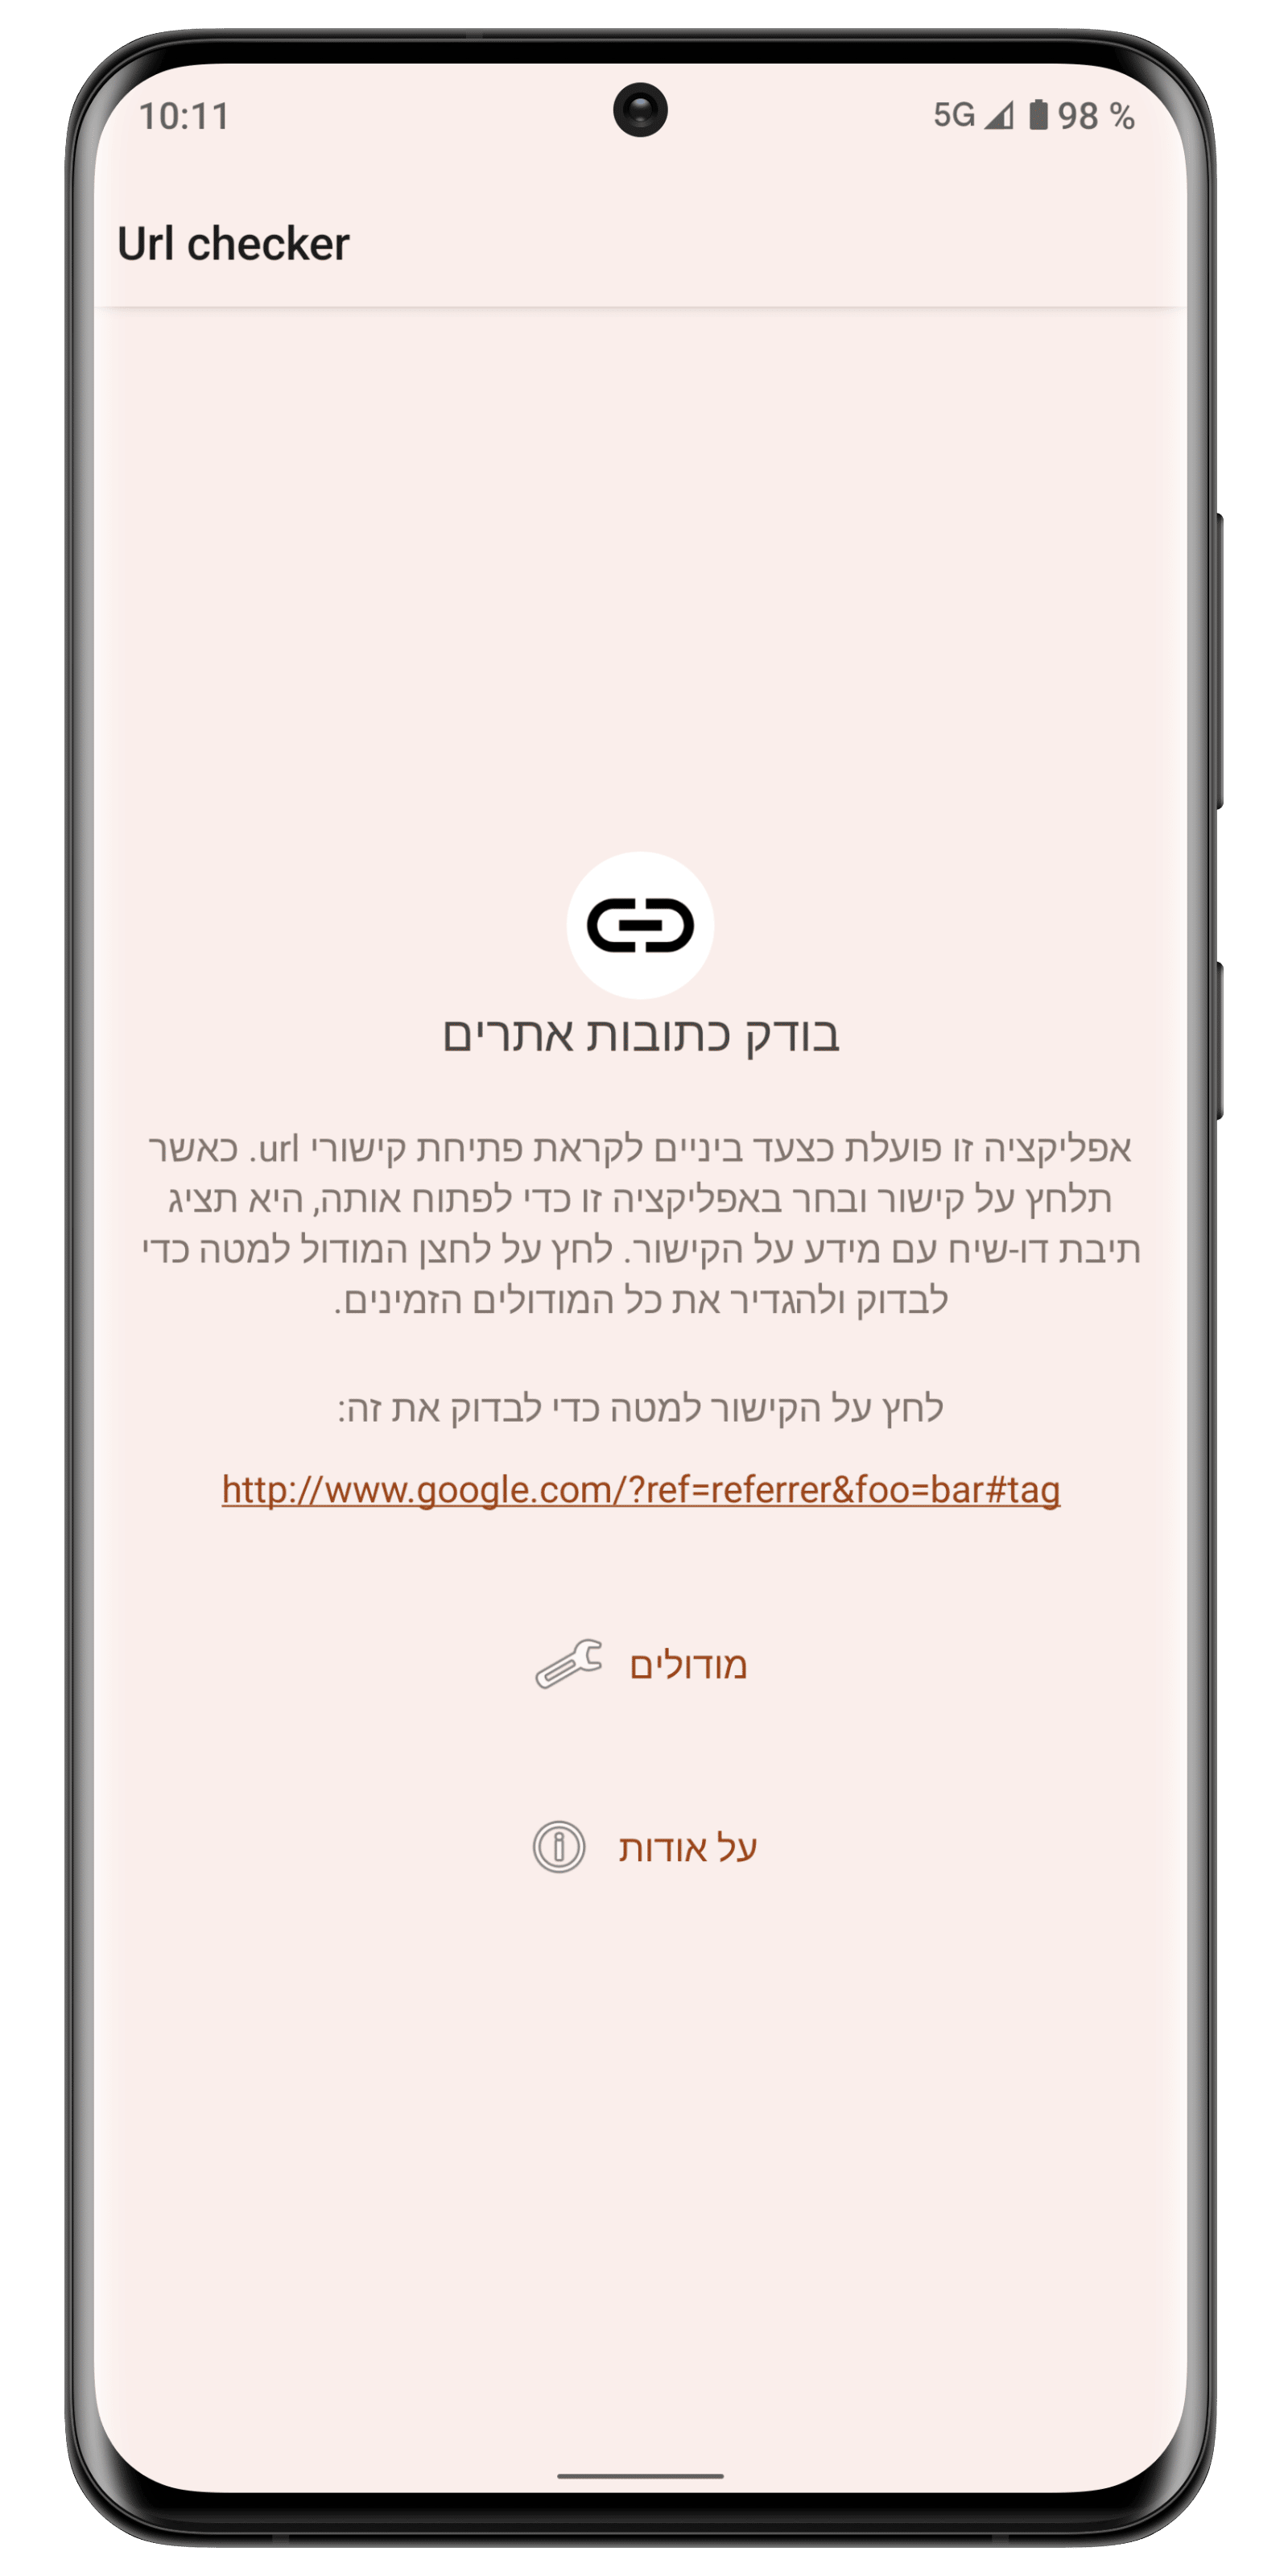 10:11
5G 98 %
Url checker
בודק כתובות אתרים
אפליקציה זו פועלת כצעד ביניים לקראת פתיחת קישורי url. כאשר
תלחץ על קישור ובחר באפליקציה זו כדי לפתוח אותה, היא תציג
תיבת דו-שיח עם מידע על הקישור. לחץ על לחצן המודול למטה כדי
לבדוק ולהגדיר את כל המודולים הזמינים.
לחץ על הקישור למטה כדי לבדוק את זה:
http://www.google.com/?ref=referrer&foo=bar#tag
מודולים
על אודות